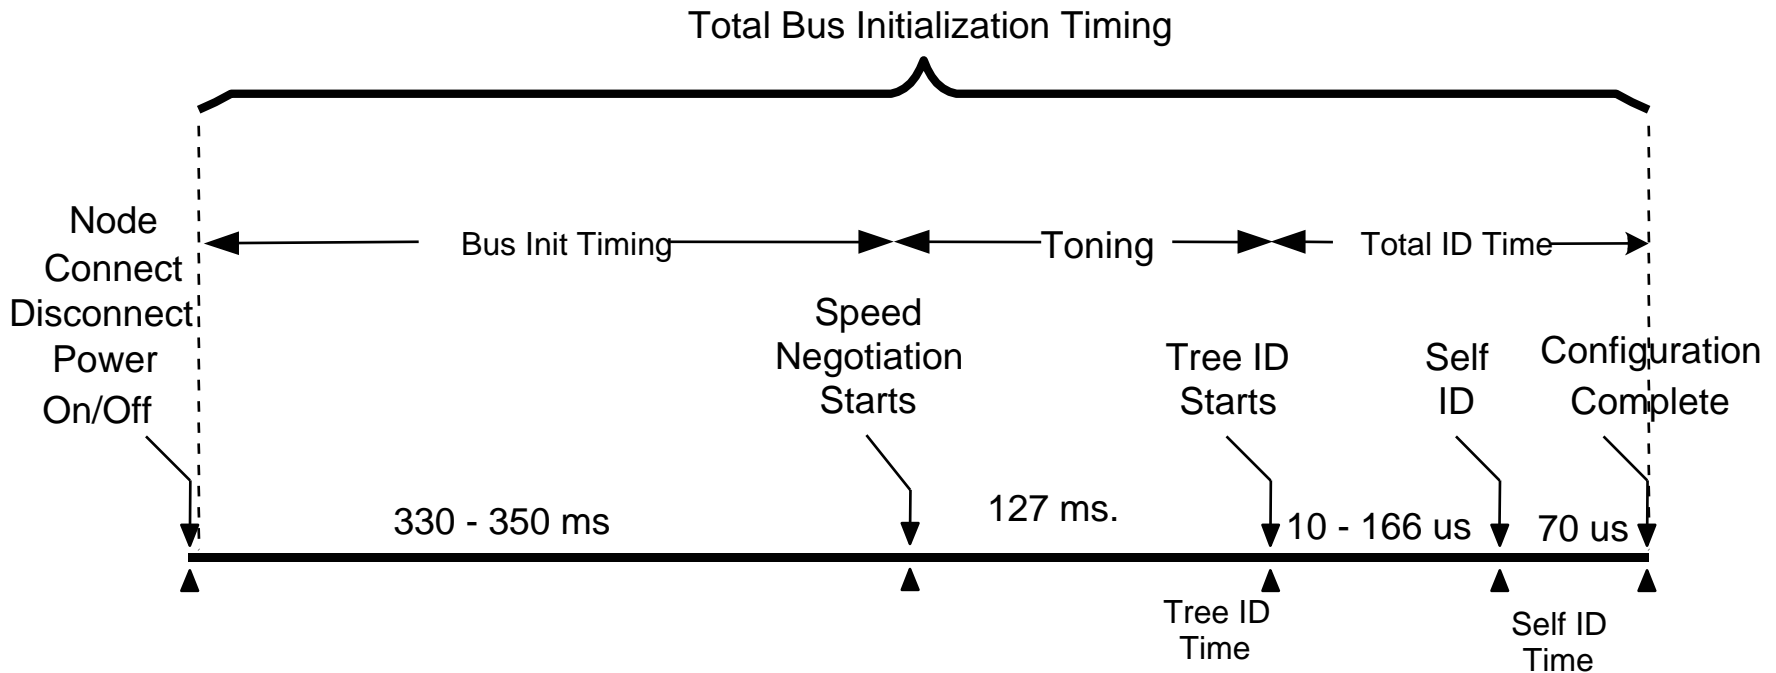 Total Bus Initialization Timing
Node
Connect
Disconnect
Power
On/Off
Bus Init Timing
Toning
Total ID Time
Speed
Negotiation
Starts
Tree ID
Starts
Self
ID
Configuration
Complete
330 - 350 ms
127 ms.
10 - 166 us
70 us
Tree ID
Time
Self ID
Time